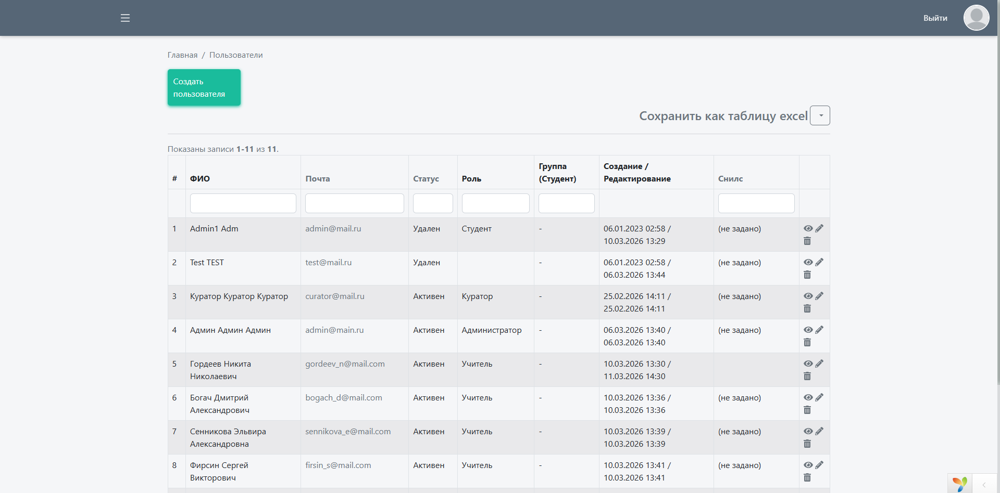 Выйти
Главная / Пользователи
Создать
пользователя
Сохранить как таблицу excel
Показаны записи 1-11 из 11.
# ФИО Почта Статус Роль Группа (Студент) Создание / Редактирование Снилс
1 Admin1 Adm admin@mail.ru Удален Студент - 06.01.2023 02:58 / (не задано)
10.03.2026 13:29
2 Test TEST test@mail.ru Удален - 06.01.2023 02:58 / (не задано)
06.03.2026 13:44
3 Куратор Куратор Куратор curator@mail.ru Активен Куратор - 25.02.2026 14:11 / (не задано)
25.02.2026 14:11
4 Админ Админ Админ admin@main.ru Активен Администратор - 06.03.2026 13:40 / (не задано)
06.03.2026 13:40
5 Гордеев Никита gordeev_n@mail.com Активен Учитель - 10.03.2026 13:30 /
Николаевич 11.03.2026 14:30
6 Богач Дмитрий bogach_d@mail.com Активен Учитель - 10.03.2026 13:36 / (не задано)
Александрович 10.03.2026 13:36
7 Сенникова Эльвира sennikova_e@mail.com Активен Учитель - 10.03.2026 13:39 / (не задано)
Александровна 10.03.2026 13:39
8 Фирсин Сергей firsin_s@mail.com Активен Учитель - 10.03.2026 13:41 / (не задано)
Викторович 10.03.2026 13:41